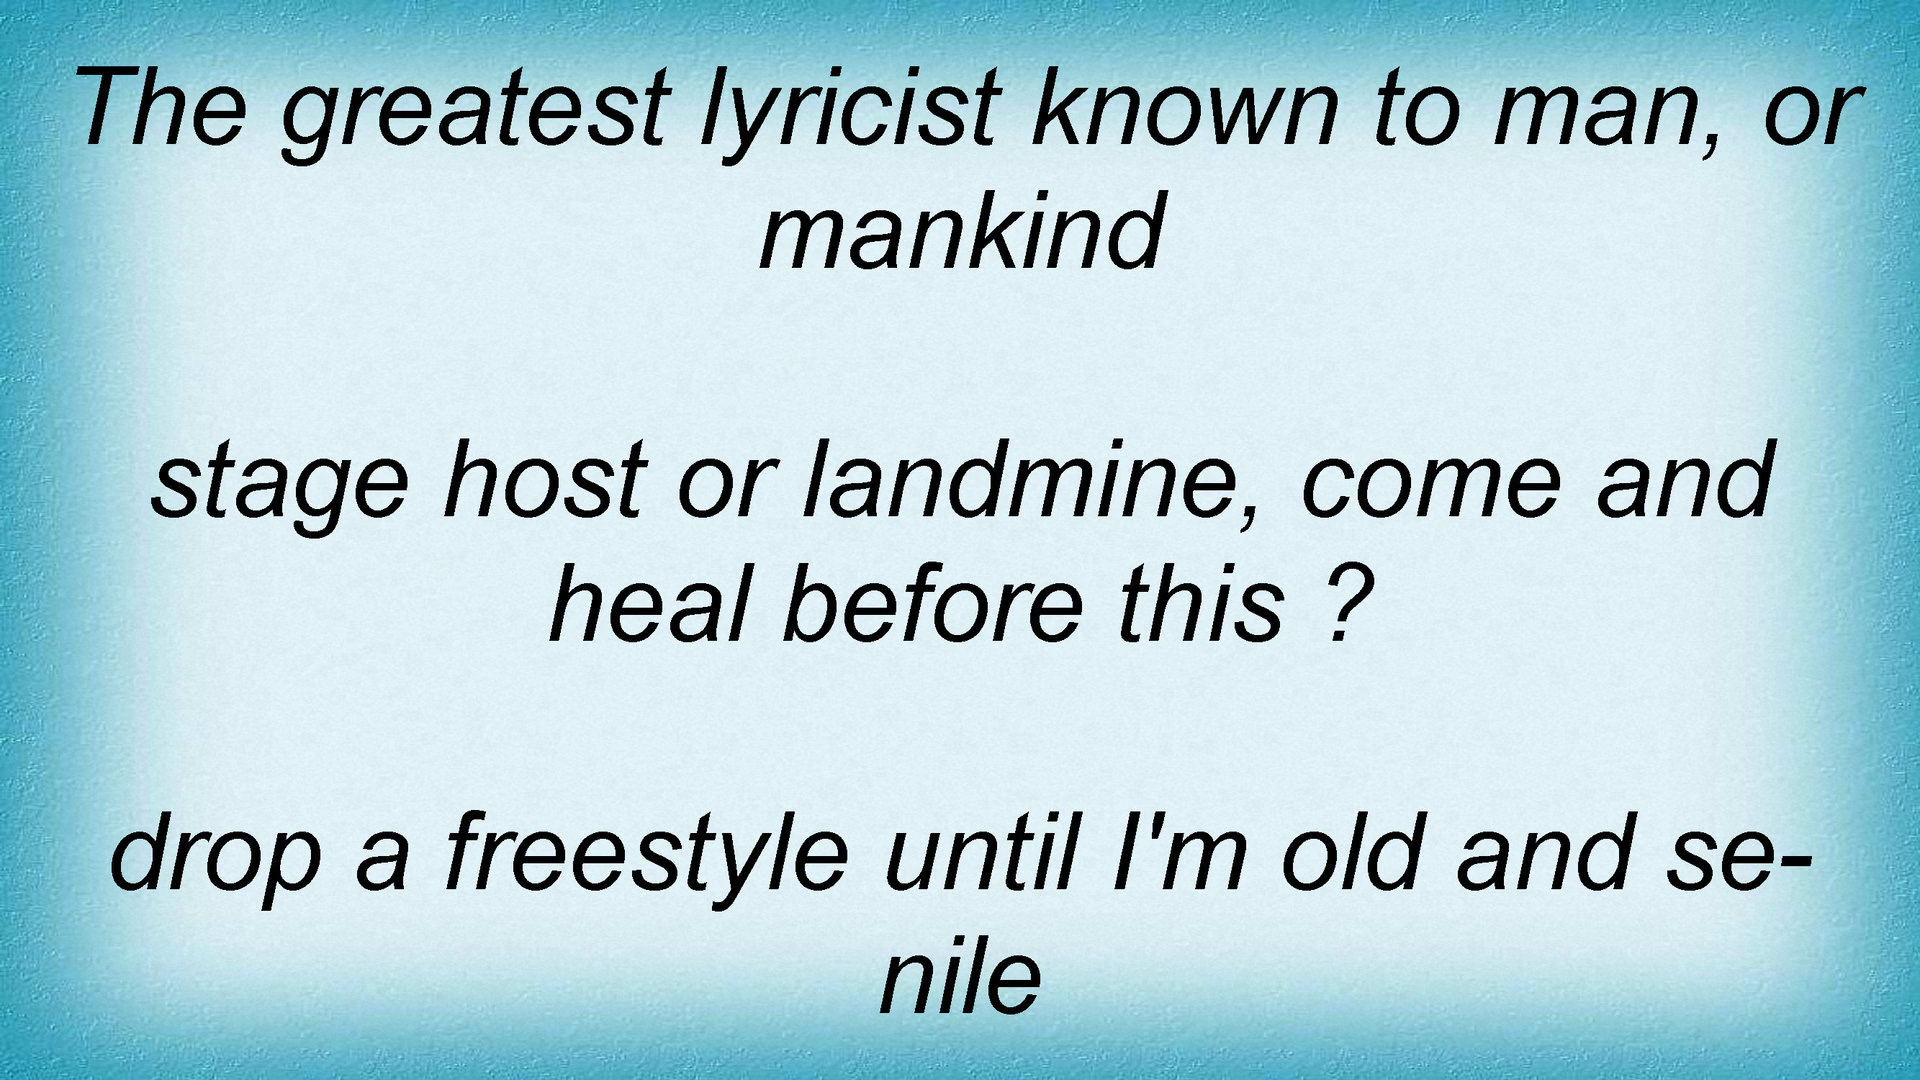 The greatest lyricist known to man, or
mankind
stage host or landmine, come and
heal before this ?
drop a freestyle until I'm old and se-
nile